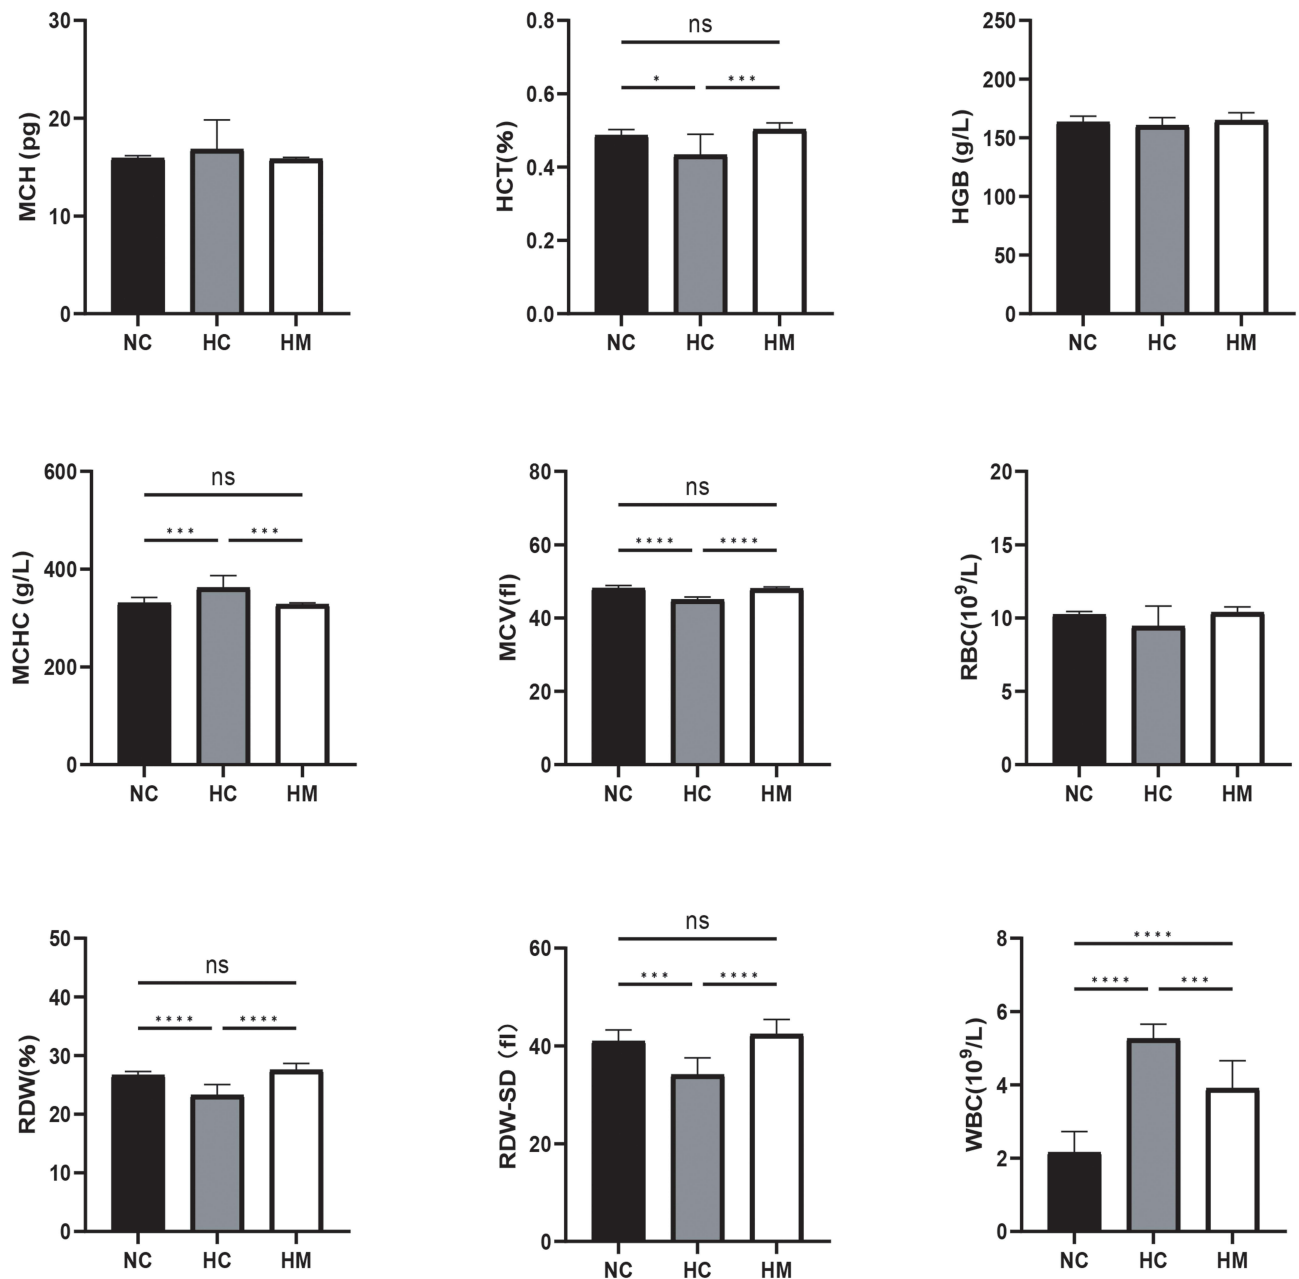 30
20
10
0
MCH (pg)
NC HC HM
0.8
0.6
0.4
0.2
0.0
HCT(%)
ns
* ***
NC HC HM
250
200
150
100
50
0
HGB (g/L)
NC HC HM
600
400
200
0
MCHC (g/L)
ns
*** ***
NC HC HM
80
60
40
20
0
MCV(fl)
ns
**** ****
NC HC HM
20
15
10
5
0
RBC(10⁹/L)
NC HC HM
50
40
30
20
10
0
RDW(%)
ns
**** ****
NC HC HM
60
40
20
0
RDW-SD（fl）
ns
*** ****
NC HC HM
8
6
4
2
0
WBC(10⁹/L)
****
**** ***
NC HC HM